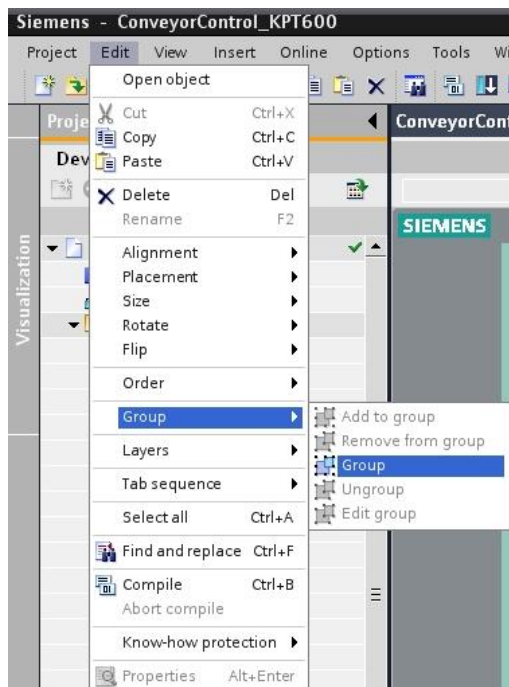 Siemens - ConveyorControl_KPT600
Project Edit View Insert Online Options Tools Wi
Open object
Cut Ctrl+X
Copy Ctrl+C
Paste Ctrl+V
Delete Del
Rename F2
Alignment
Placement
Size
Rotate
Flip
Order
Group
Layers
Tab sequence
Select all Ctrl+A
Find and replace Ctrl+F
Compile Ctrl+B
Abort compile
Know-how protection
Properties Alt+Enter
Add to group
Remove from group
Group
Ungroup
Edit group
Proje
Dev
Visualization
ConveyorCont
SIEMENS